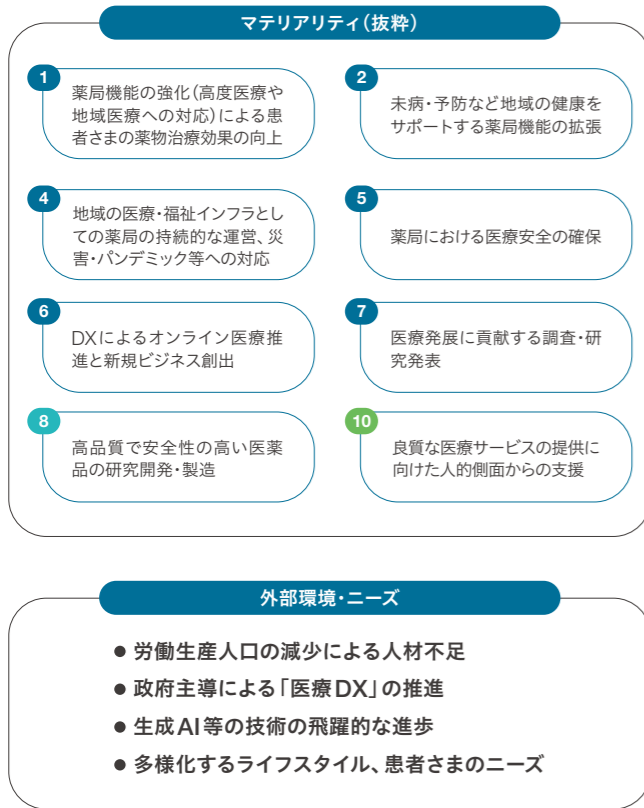 マテリアリティ(抜粋)
1
薬局機能の強化(高度医療や
地域医療への対応)による患
者さまの薬物治療効果の向上
2
未病・予防など地域の健康を
サポートする薬局機能の拡張
4
地域の医療・福祉インフラとし
ての薬局の持続的な運営、災
害・パンデミック等への対応
5
薬局における医療安全の確保
6
DXによるオンライン医療推
進と新規ビジネス創出
7
医療発展に貢献する調査・研
究発表
8
高品質で安全性の高い医薬
品の研究開発・製造
10
良質な医療サービスの提供に
向けた人的側面からの支援
外部環境・ニーズ
● 労働生産人口の減少による人材不足
● 政府主導による「医療DX」の推進
● 生成AI等の技術の飛躍的な進歩
● 多様化するライフスタイル、患者さまのニーズ